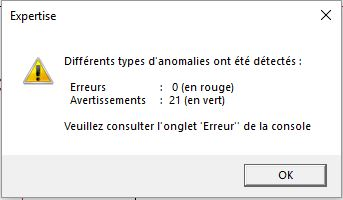 Expertise
Différents types d'anomalies ont été détectés :
Erreurs : 0 (en rouge)
Avertissements : 21 (en vert)
Veuillez consulter l'onglet 'Erreur'' de la console
OK